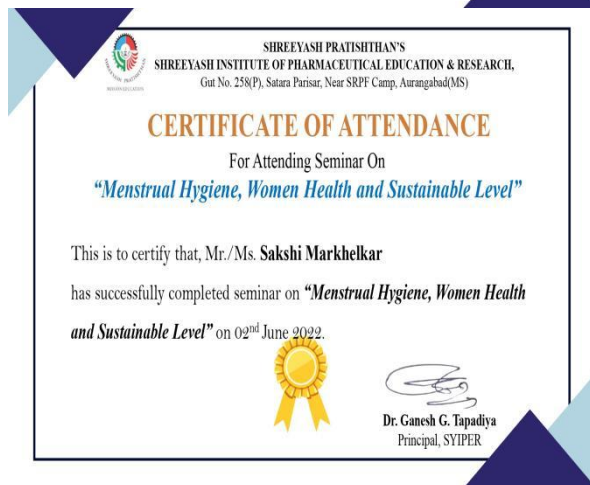 SHREEYASH PRATISHTHAN'S
SHREEYASH INSTITUTE OF PHARMACEUTICAL EDUCATION & RESEARCH,
Gut No. 258(P), Satara Parisar, Near SRPF Camp, Aurangabad(MS)
CERTIFICATE OF ATTENDANCE
For Attending Seminar On
“Menstrual Hygiene, Women Health and Sustainable Level”
This is to certify that, Mr./Ms. Sakshi Markhelkar
has successfully completed seminar on “Menstrual Hygiene, Women Health
and Sustainable Level” on 02nd June 2022.
Dr. Ganesh G. Tapadiya
Principal, SYIPER